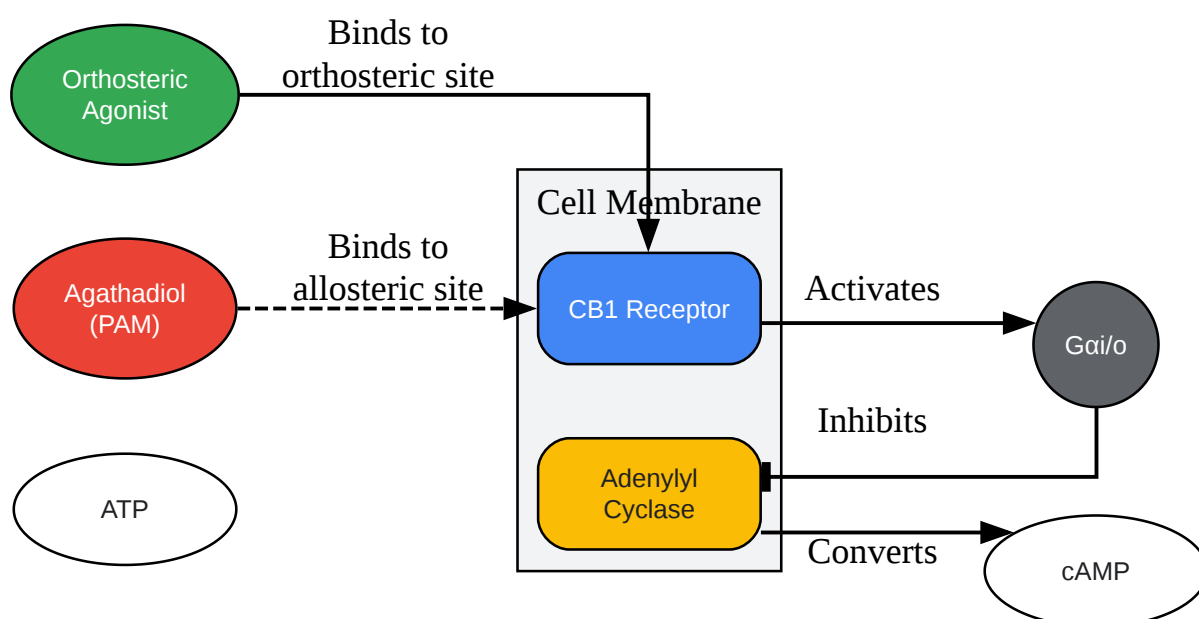 Binds to
orthosteric site
Orthosteric
Agonist
Cell Membrane
Binds to
allosteric site
Agathadiol
(PAM)
CB1 Receptor
Activates
Gαi/o
Inhibits
ATP
Adenylyl
Cyclase
Converts
cAMP